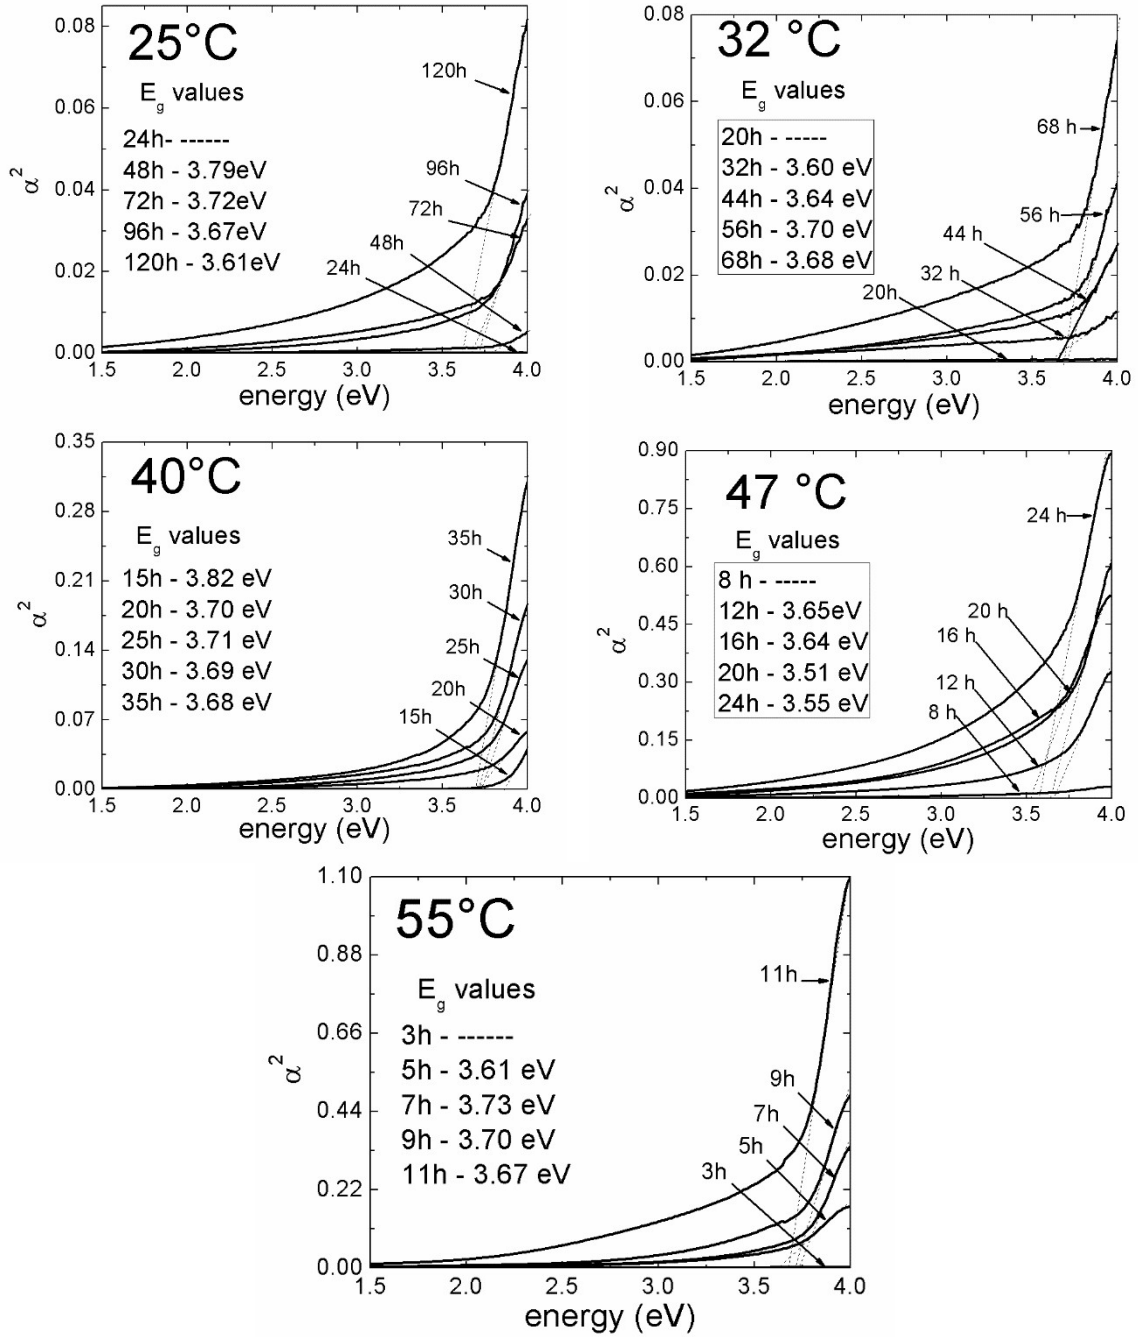 25°C
E_g values
24h- ------
48h - 3.79eV
72h - 3.72eV
96h - 3.67eV
120h - 3.61eV
120h
96h
72h
48h
24h
α²
0.08
0.06
0.04
0.02
0.00
1.5 2.0 2.5 3.0 3.5 4.0
energy (eV)
32 °C
E_g values
20h- -----
32h - 3.60 eV
44h - 3.64 eV
56h - 3.70 eV
68h - 3.68 eV
68 h
56 h
44 h
32 h
20h
α²
0.08
0.06
0.04
0.02
0.00
1.5 2.0 2.5 3.0 3.5 4.0
energy (eV)
40°C
E_g values
15h - 3.82 eV
20h - 3.70 eV
25h - 3.71 eV
30h - 3.69 eV
35h - 3.68 eV
35h
30h
25h
20h
15h
α²
0.35
0.28
0.21
0.14
0.07
0.00
1.5 2.0 2.5 3.0 3.5 4.0
energy (eV)
47 °C
E_g values
8 h - -----
12h - 3.65eV
16h - 3.64 eV
20h - 3.51 eV
24h - 3.55 eV
24 h
20 h
16 h
12 h
8 h
α²
0.90
0.75
0.60
0.45
0.30
0.15
0.00
1.5 2.0 2.5 3.0 3.5 4.0
energy (eV)
55°C
E_g values
3h - ------
5h - 3.61 eV
7h - 3.73 eV
9h - 3.70 eV
11h - 3.67 eV
11h
9h
7h
5h
3h
α²
1.10
0.88
0.66
0.44
0.22
0.00
1.5 2.0 2.5 3.0 3.5 4.0
energy (eV)